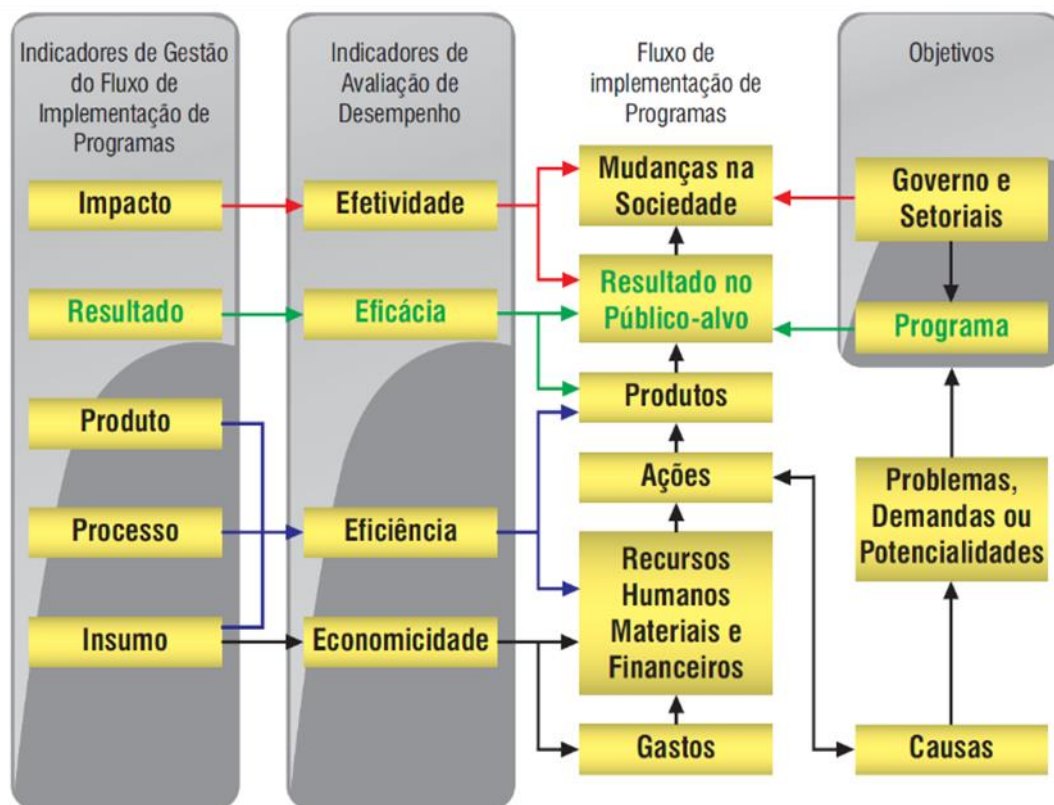 Indicadores de Gestão
do Fluxo de
Implementação de
Programas
Impacto
Resultado
Produto
Processo
Insumo
Indicadores de
Avaliação de
Desempenho
Efetividade
Eficácia
Eficiência
Economicidade
Fluxo de
implementação de
Programas
Mudanças na
Sociedade
Resultado no
Público-alvo
Produtos
Ações
Recursos
Humanos
Materiais e
Financeiros
Gastos
Objetivos
Governo e
Setoriais
Programa
Problemas,
Demandas ou
Potencialidades
Causas